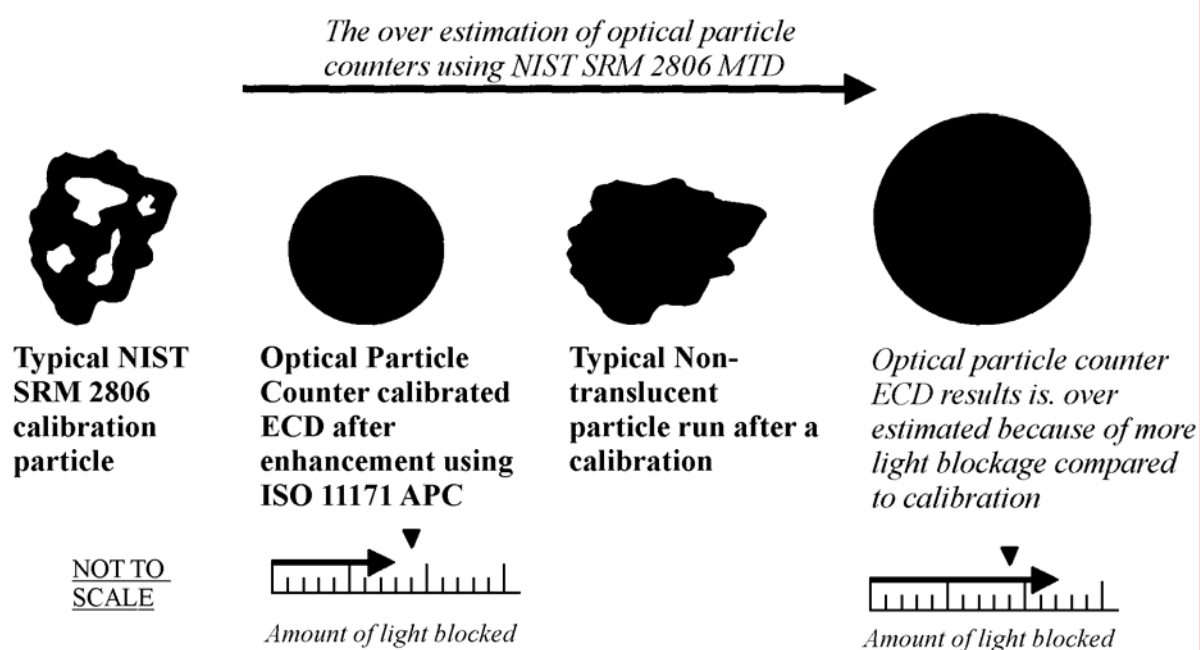 The over estimation of optical particle
counters using NIST SRM 2806 MTD
Typical NIST
SRM 2806
calibration
particle
Optical Particle
Counter calibrated
ECD after
enhancement using
ISO 11171 APC
Typical Non-
translucent
particle run after a
calibration
Optical particle counter
ECD results is. over
estimated because of more
light blockage compared
to calibration
NOT TO
SCALE
Amount of light blocked
Amount of light blocked